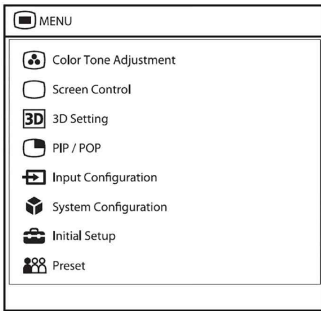 MENU
Color Tone Adjustment
Screen Control
3D 3D Setting
PIP / POP
Input Configuration
System Configuration
Initial Setup
Preset